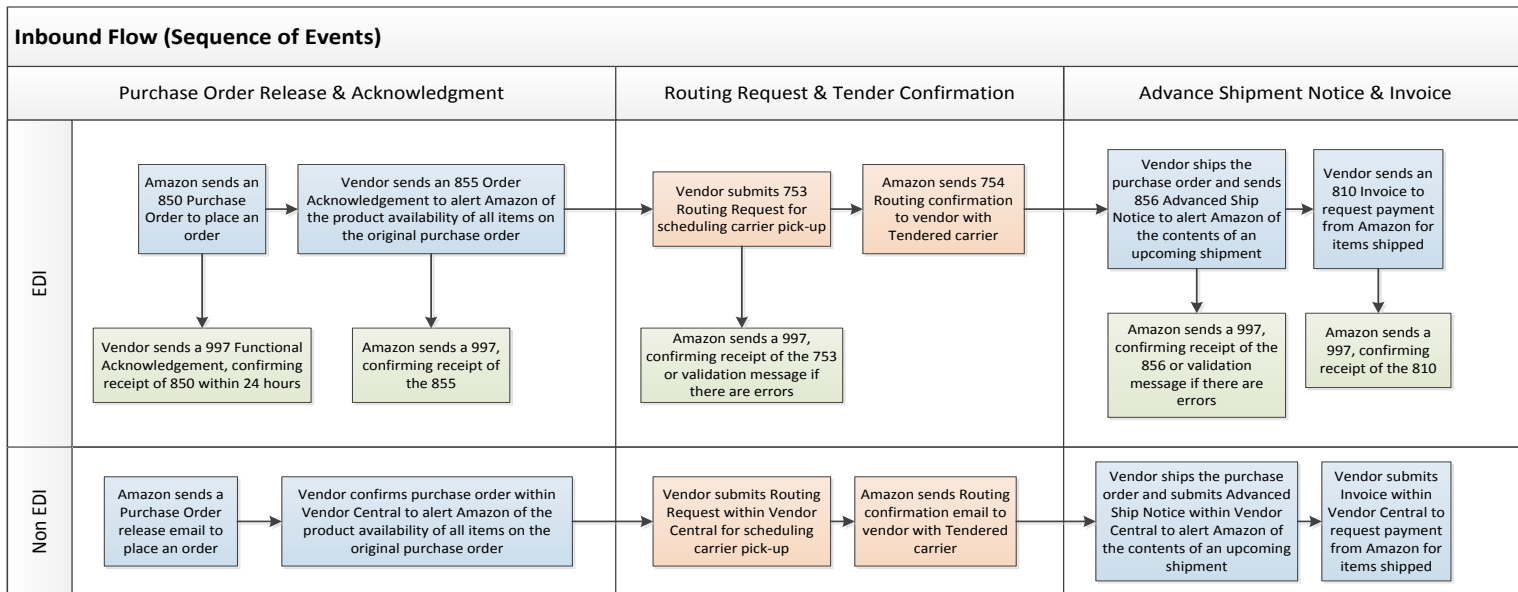 Inbound Flow (Sequence of Events)
Purchase Order Release & Acknowledgment
Routing Request & Tender Confirmation
Advance Shipment Notice & Invoice
EDI
Amazon sends an
850 Purchase
Order to place an
order
Vendor sends an 855 Order
Acknowledgement to alert Amazon of
the product availability of all items on
the original purchase order
Vendor submits 753
Routing Request for
scheduling carrier pick-up
Amazon sends 754
Routing confirmation
to vendor with
Tendered carrier
Vendor ships the
purchase order and sends
856 Advanced Ship
Notice to alert Amazon of
the contents of an
upcoming shipment
Vendor sends an
810 Invoice to
request payment
from Amazon for
items shipped
Vendor sends a 997 Functional
Acknowledgement, confirming
receipt of 850 within 24 hours
Amazon sends a 997,
confirming receipt of
the 855
Amazon sends a 997,
confirming receipt of the 753
or validation message if
there are errors
Amazon sends a 997,
confirming receipt of the
856 or validation
message if there are
errors
Amazon sends a
997, confirming
receipt of the 810
Non EDI
Amazon sends a
Purchase Order
release email to
place an order
Vendor confirms purchase order within
Vendor Central to alert Amazon of the
product availability of all items on the
original purchase order
Vendor submits Routing
Request within Vendor
Central for scheduling
carrier pick-up
Amazon sends Routing
confirmation email to
vendor with Tendered
carrier
Vendor ships the purchase
order and submits Advanced
Ship Notice within Vendor
Central to alert Amazon of
the contents of an upcoming
shipment
Vendor submits
Invoice within
Vendor Central to
request payment
from Amazon for
items shipped